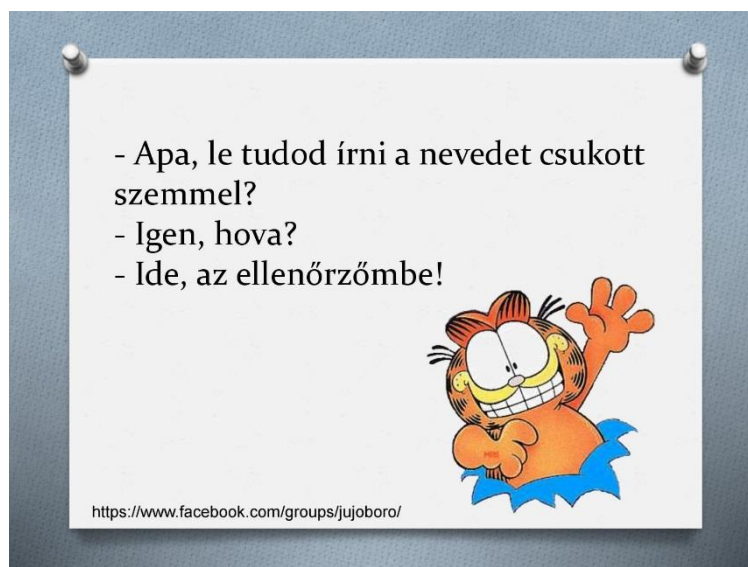 - Apa, le tudod írni a nevedet csukott
szemmel?
- Igen, hova?
- Ide, az ellenőrzőmbe!
https://www.facebook.com/groups/jujoboro/